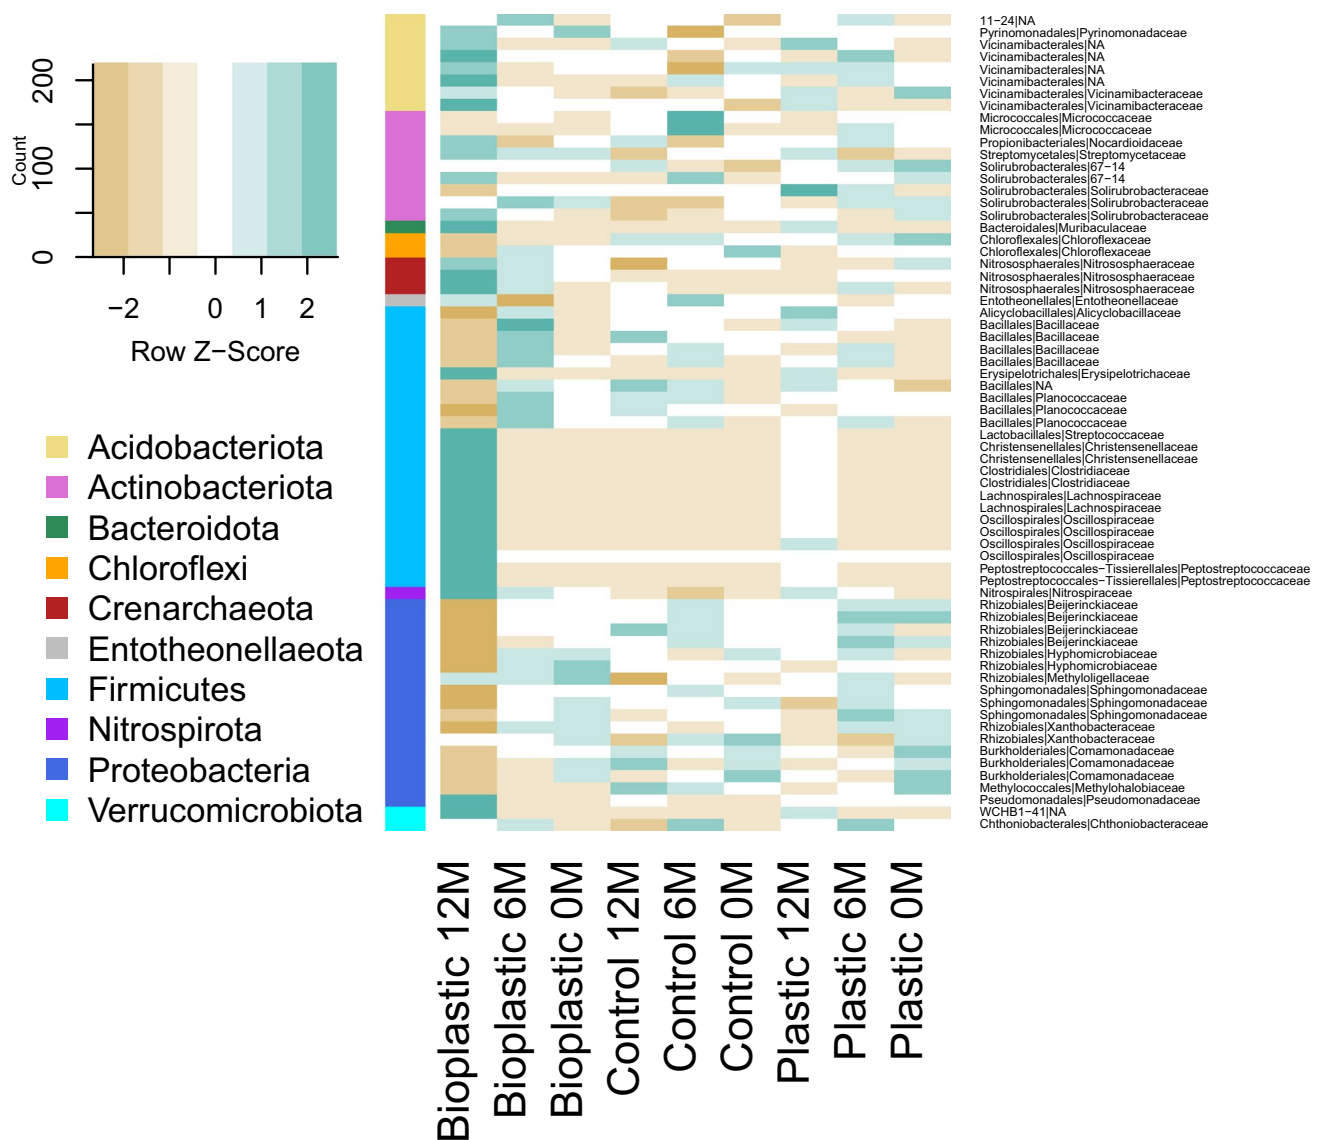 200
100
0
Count
−2
0
1
2
Row Z−Score
Acidobacteriota
Actinobacteriota
Bacteroidota
Chloroflexi
Crenarchaeota
Entotheonellaeota
Firmicutes
Nitrospirota
Proteobacteria
Verrucomicrobiota
11−24|NA
Pyrinomonadales|Pyrinomonadaceae
Vicinamibacterales|NA
Vicinamibacterales|NA
Vicinamibacterales|NA
Vicinamibacterales|NA
Vicinamibacterales|Vicinamibacteraceae
Vicinamibacterales|Vicinamibacteraceae
Micrococcales|Micrococcaceae
Micrococcales|Micrococcaceae
Propionibacteriales|Nocardioidaceae
Streptomycetales|Streptomycetaceae
Solirubrobacterales|67−14
Solirubrobacterales|67−14
Solirubrobacterales|Solirubrobacteraceae
Solirubrobacterales|Solirubrobacteraceae
Solirubrobacterales|Solirubrobacteraceae
Bacteroidales|Muribaculaceae
Chloroflexales|Chloroflexaceae
Chloroflexales|Chloroflexaceae
Nitrososphaerales|Nitrososphaeraceae
Nitrososphaerales|Nitrososphaeraceae
Nitrososphaerales|Nitrososphaeraceae
Entotheonellales|Entotheonellaceae
Alicyclobacillales|Alicyclobacillaceae
Bacillales|Bacillaceae
Bacillales|Bacillaceae
Bacillales|Bacillaceae
Bacillales|Bacillaceae
Erysipelotrichales|Erysipelotrichaceae
Bacillales|NA
Bacillales|Planococcaceae
Bacillales|Planococcaceae
Bacillales|Planococcaceae
Lactobacillales|Streptococcaceae
Christensenellales|Christensenellaceae
Christensenellales|Christensenellaceae
Clostridiales|Clostridiaceae
Clostridiales|Clostridiaceae
Lachnospirales|Lachnospiraceae
Lachnospirales|Lachnospiraceae
Oscillospirales|Oscillospiraceae
Oscillospirales|Oscillospiraceae
Oscillospirales|Oscillospiraceae
Oscillospirales|Oscillospiraceae
Peptostreptococcales−Tissierellales|Peptostreptococcaceae
Peptostreptococcales−Tissierellales|Peptostreptococcaceae
Nitrospirales|Nitrospiraceae
Rhizobiales|Beijerinckiaceae
Rhizobiales|Beijerinckiaceae
Rhizobiales|Beijerinckiaceae
Rhizobiales|Beijerinckiaceae
Rhizobiales|Hyphomicrobiaceae
Rhizobiales|Hyphomicrobiaceae
Rhizobiales|Methyloligellaceae
Sphingomonadales|Sphingomonadaceae
Sphingomonadales|Sphingomonadaceae
Sphingomonadales|Sphingomonadaceae
Rhizobiales|Xanthobacteraceae
Rhizobiales|Xanthobacteraceae
Burkholderiales|Comamonadaceae
Burkholderiales|Comamonadaceae
Burkholderiales|Comamonadaceae
Methylococcales|Methylohalobiaceae
Pseudomonadales|Pseudomonadaceae
WCHB1−41|NA
Chthoniobacterales|Chthoniobacteraceae
Bioplastic 12M
Bioplastic 6M
Bioplastic 0M
Control 12M
Control 6M
Control 0M
Plastic 12M
Plastic 6M
Plastic 0M